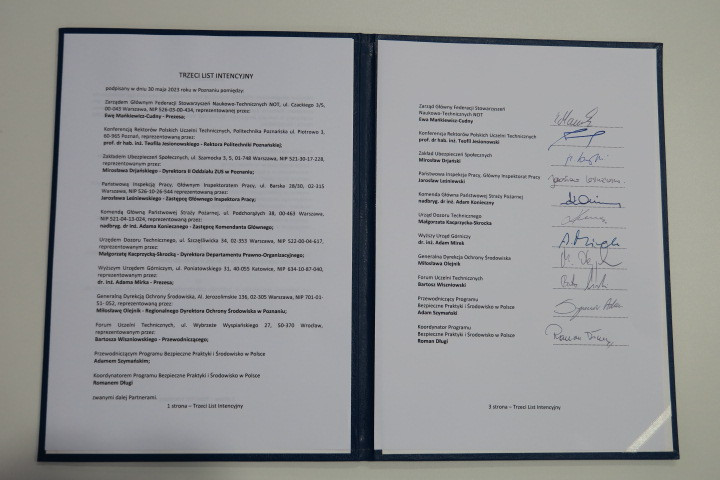 TRZECI LIST INTENCYJNY
podpisany w dniu 30 maja 2023 roku w Poznaniu pomiędzy:
Zarządem Głównym Federacji Stowarzyszeń Naukowo-Technicznych NOT, ul. Czackiego 3/5,
00-043 Warszawa, NIP 526-00-00-434, reprezentowanej przez:
Ewę Mańkiewicz-Cudny - Prezesa;
Konferencją Rektorów Polskich Uczelni Technicznych, Politechnika Poznańska ul. Piotrowo 3,
60-965 Poznań, reprezentowaną przez:
prof. dr hab. inż. Teofila Jesionowskiego - Rektora Politechniki Poznańskiej;
Zakładem Ubezpieczeń Społecznych, ul. Szamocka 3, 5, 01-748 Warszawa, NIP 521-30-17-228,
reprezentowanym przez:
Mirosława Drjańskiego - Dyrektora II Oddziału ZUS w Poznaniu;
Państwową Inspekcją Pracy, Głównym Inspektoratem Pracy, ul. Barska 28/30, 02-315
Warszawa, NIP 526-10-26-544 reprezentowanym przez:
Jarosława Leśniewskiego - Zastępcę Głównego Inspektora Pracy;
Komendą Główną Państwowej Straży Pożarnej, ul. Podchorążych 38, 00-463 Warszawa,
NIP 521-04-13-024, reprezentowaną przez:
nadbryg. dr inż. Adama Koniecznego - Zastępcę Komendanta Głównego;
Urzędem Dozoru Technicznego, ul. Szczęśliwicka 34, 02-353 Warszawa, NIP 522-00-04-617,
reprezentowanym przez:
Małgorzatę Kacprzycką-Skrocką - Dyrektora Departamentu Prawno-Organizacyjnego;
Wyższym Urzędem Górniczym, ul. Poniatowskiego 31, 40-055 Katowice, NIP 634-10-87-040,
reprezentowanym przez:
dr. inż. Adama Mirka - Prezesa;
Generalną Dyrekcją Ochrony Środowiska, Al. Jerozolimskie 136, 02-305 Warszawa, NIP 701-01-
51- 052, reprezentowaną przez:
Miłosławę Olejnik - Regionalnego Dyrektora Ochrony Środowiska w Poznaniu;
Forum Uczelni Technicznych, ul. Wybrzeże Wyspiańskiego 27, 50-370 Wrocław,
reprezentowanym przez:
Bartosza Wiszniowskiego - Przewodniczącego;
Przewodniczącym Programu Bezpieczne Praktyki i Środowisko w Polsce
Adamem Szymańskim;
Koordynatorem Programu Bezpieczne Praktyki i Środowisko w Polsce
Romanem Długi
zwanymi dalej Partnerami.
1 strona – Trzeci List Intencyjny
Zarząd Główny Federacji Stowarzyszeń
Naukowo-Technicznych NOT
Ewa Mańkiewicz-Cudny
Konferencja Rektorów Polskich Uczelni Technicznych
prof. dr hab. inż. Teofil Jesionowski
Zakład Ubezpieczeń Społecznych
Mirosław Drjański
Państwowa Inspekcja Pracy, Główny Inspektorat Pracy
Jarosław Leśniewski
Komenda Główna Państwowej Straży Pożarnej
nadbryg. dr inż. Adam Konieczny
Urząd Dozoru Technicznego
Małgorzata Kacprzycka-Skrocka
Wyższy Urząd Górniczy
dr. inż. Adam Mirek
Generalna Dyrekcja Ochrony Środowiska
Miłosława Olejnik
Forum Uczelni Technicznych
Bartosz Wiszniowski
Przewodniczący Programu
Bezpieczne Praktyki i Środowisko w Polsce
Adam Szymański
Koordynator Programu
Bezpieczne Praktyki i Środowisko w Polsce
Roman Długi
3 strona – Trzeci List Intencyjny